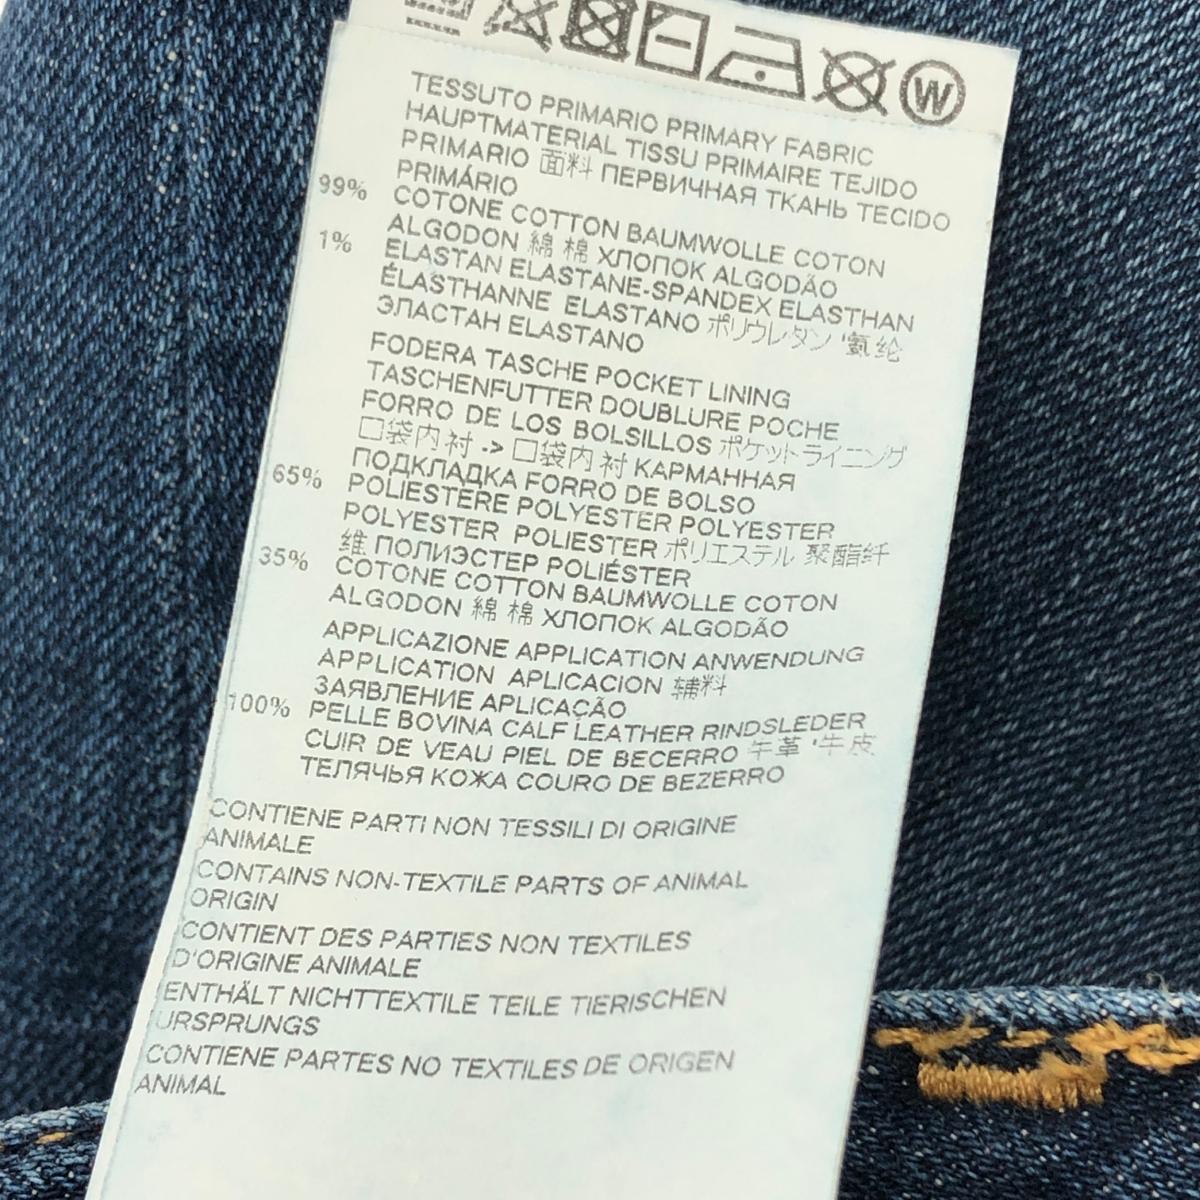 W
TESSUTO PRIMARIO PRIMARY FABRIC
HAUPTMATERIAL TISSU PRIMAIRE TEJIDO
PRIMARIO 面料 ПЕРВИЧНАЯ ТКАНЬ TECIDO
PRIMÁRIO
99% COTONE COTTON BAUMWOLLE COTON
ALGODON 綿 棉 ХЛОПОК ALGODÃO
1% ELASTAN ELASTANE-SPANDEX ELASTHAN
ÉLASTHANNE ELASTANO ポリウレタン '氨纶
ЭЛАСТАН ELASTANO
FODERA TASCHE POCKET LINING
TASCHENFUTTER DOUBLURE POCHE
FORRO DE LOS BOLSILLOS ポケットライニング
口袋内衬 -> 口袋内衬 КАРМАННАЯ
ПОДКЛАДКА FORRO DE BOLSO
65% POLIESTERE POLYESTER POLYESTER
POLYESTER POLIESTER ポリエステル 聚酯纤
维 ПОЛИЭСТЕР POLIÉSTER
35% COTONE COTTON BAUMWOLLE COTON
ALGODON 綿 棉 ХЛОПОК ALGODÃO
APPLICAZIONE APPLICATION ANWENDUNG
APPLICATION APLICACION 辅料
ЗАЯВЛЕНИЕ APLICAÇÃO
100% PELLE BOVINA CALF LEATHER RINDSLEDER
CUIR DE VEAU PIEL DE BECERRO 牛革 '牛皮
ТЕЛЯЧЬЯ КОЖА COURO DE BEZERRO
CONTIENE PARTI NON TESSILI DI ORIGINE
ANIMALE
CONTAINS NON-TEXTILE PARTS OF ANIMAL
ORIGIN
CONTIENT DES PARTIES NON TEXTILES
D'ORIGINE ANIMALE
ENTHÄLT NICHTTEXTILE TEILE TIERISCHEN
URSPRUNGS
CONTIENE PARTES NO TEXTILES DE ORIGEN
ANIMAL